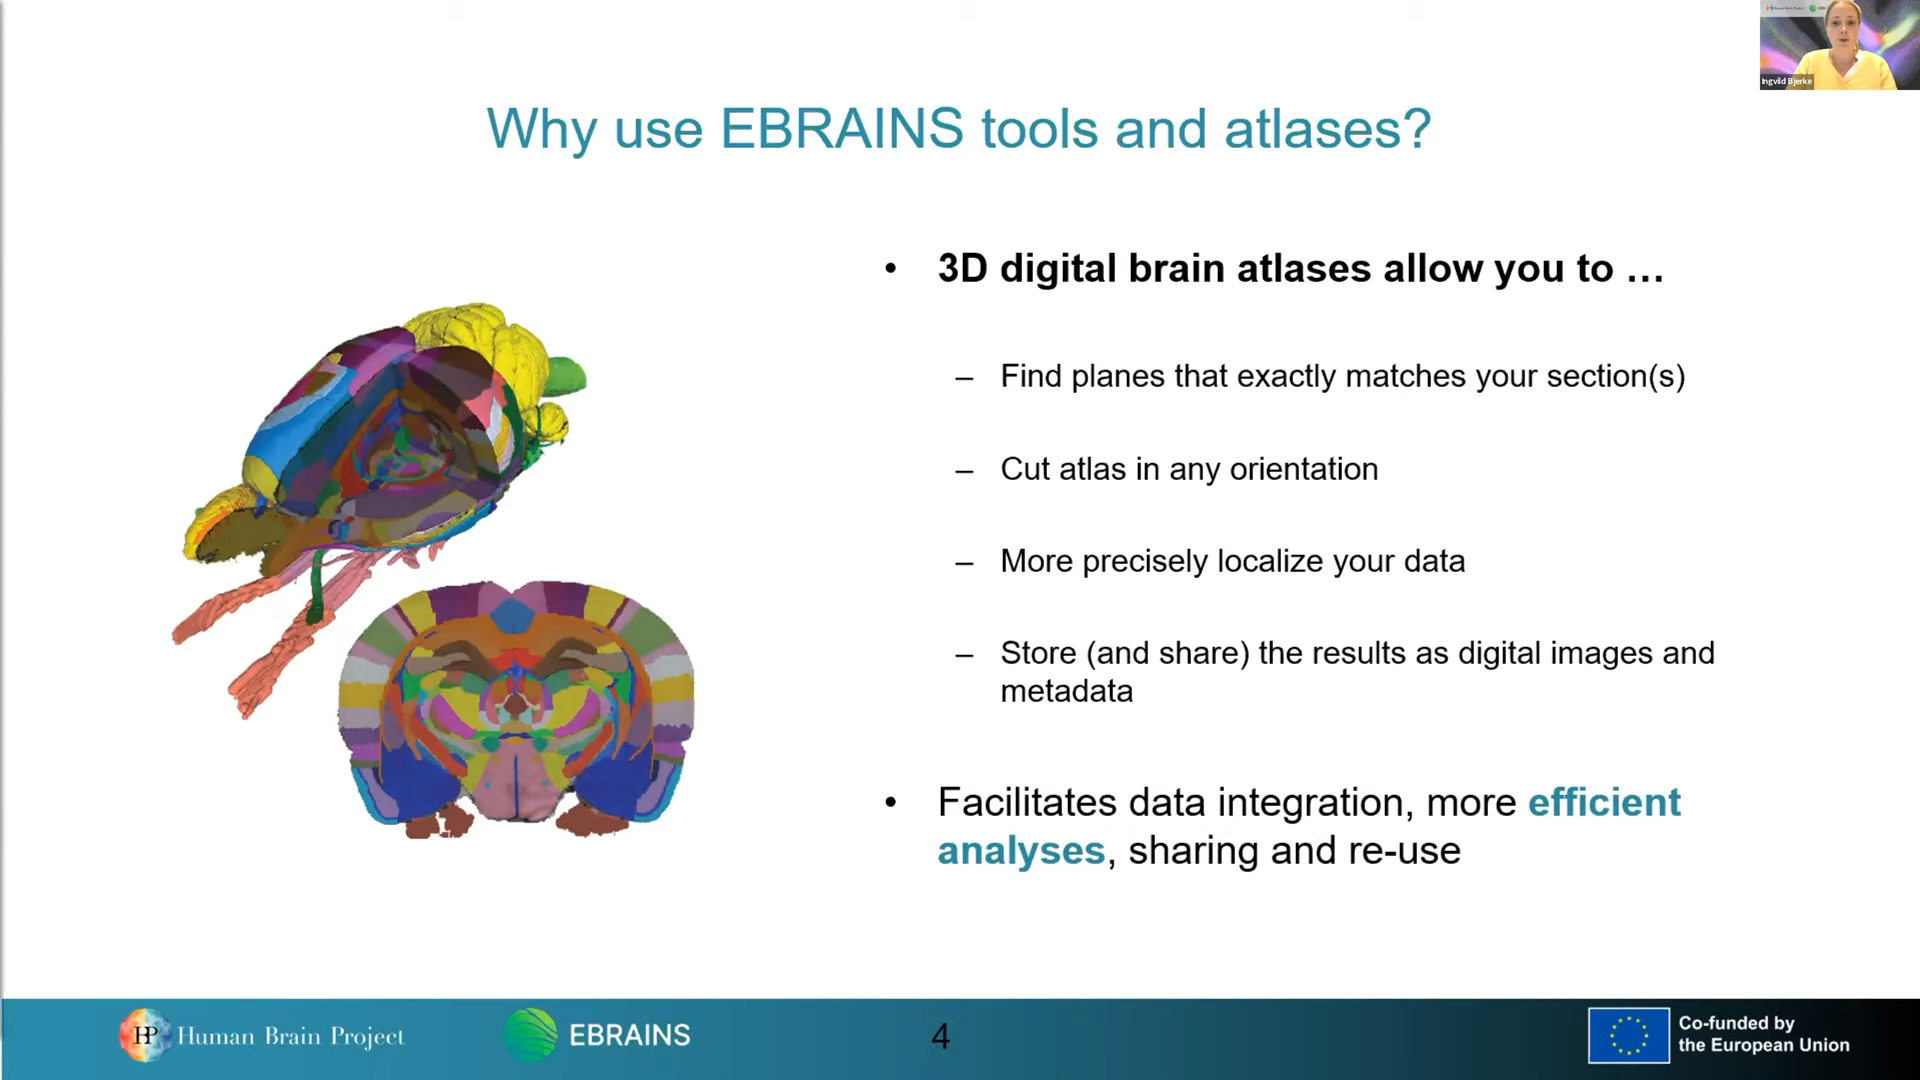 Ingvild Bjerke
Why use EBRAINS tools and atlases?
• 3D digital brain atlases allow you to …
– Find planes that exactly matches your section(s)
– Cut atlas in any orientation
– More precisely localize your data
– Store (and share) the results as digital images and
metadata
• Facilitates data integration, more efficient
analyses, sharing and re-use
HP Human Brain Project
EBRAINS
4
Co-funded by
the European Union